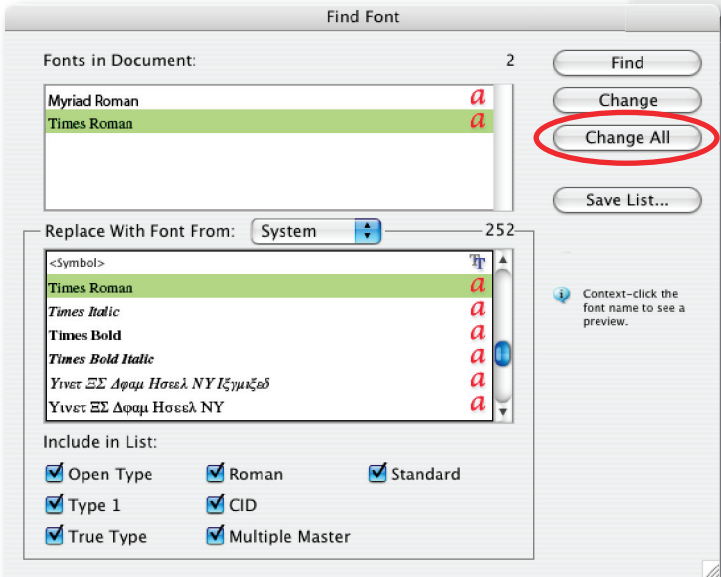 Find Font
Fonts in Document: 2
Find
Myriad Roman a
Change
Times Roman a
Change All
Save List...
Replace With Font From: System 252
<Symbol> TT
Times Roman a
Times Italic a
Context-click the
font name to see a
preview.
Times Bold a
Times Bold Italic a
Υινετ ΞΣ Δφαμ Ησεελ ΝΥ Ιξγμιξεδ a
Υινετ ΞΣ Δφαμ Ησεελ ΝΥ a
Include in List:
Open Type Roman Standard
Type 1 CID
True Type Multiple Master